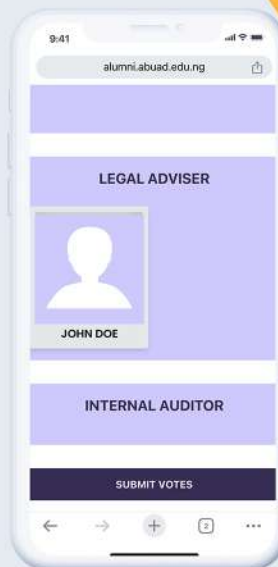 9:41
alumni.abuad.edu.ng
LEGAL ADVISER
JOHN DOE
INTERNAL AUDITOR
SUBMIT VOTES
2